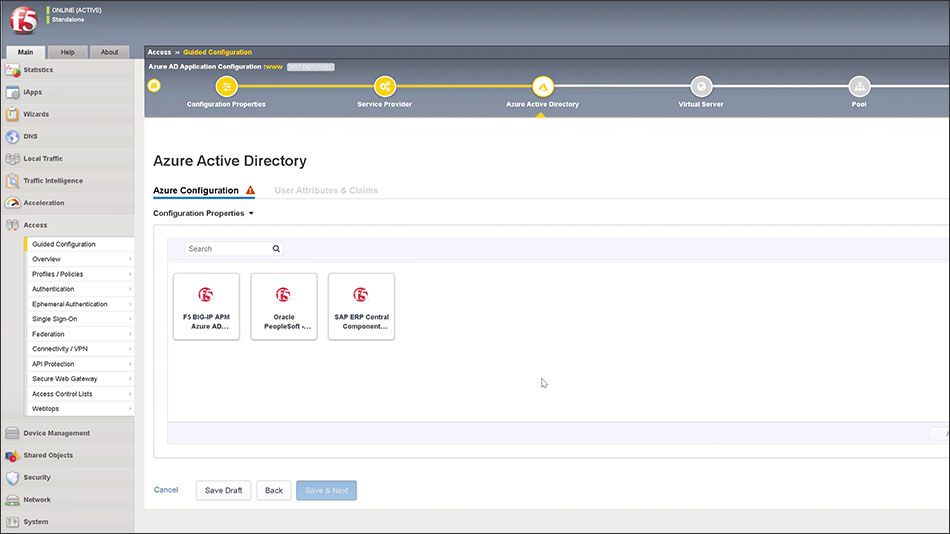 f5
ONLINE (ACTIVE)
Standalone
Main Help About
Access » Guided Configuration
Azure AD Application Configuration :www
Configuration Properties Service Provider Azure Active Directory Virtual Server Pool
Statistics
iApps
Wizards
DNS
Local Traffic
Traffic Intelligence
Acceleration
Access
Guided Configuration
Overview
Profiles / Policies
Authentication
Ephemeral Authentication
Single Sign-On
Federation
Connectivity / VPN
API Protection
Secure Web Gateway
Access Control Lists
Webtops
Device Management
Shared Objects
Security
Network
System
Azure Active Directory
Azure Configuration User Attributes & Claims
Configuration Properties
Search
f5 f5 f5
F5 BIG-IP APM Oracle SAP ERP Central
Azure AD... PeopleSoft -... Component...
Cancel Save Draft Back Save & Next